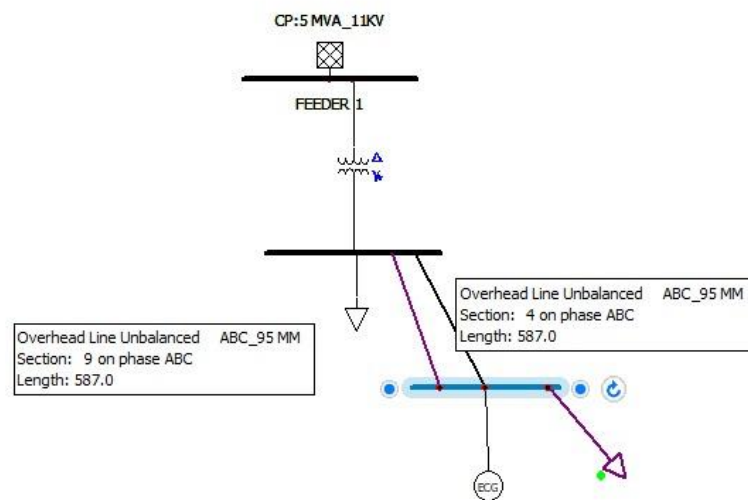 CP:5 MVA_11KV
FEEDER 1
Overhead Line Unbalanced ABC_95 MM
Section: 4 on phase ABC
Length: 587.0
Overhead Line Unbalanced ABC_95 MM
Section: 9 on phase ABC
Length: 587.0
ECG